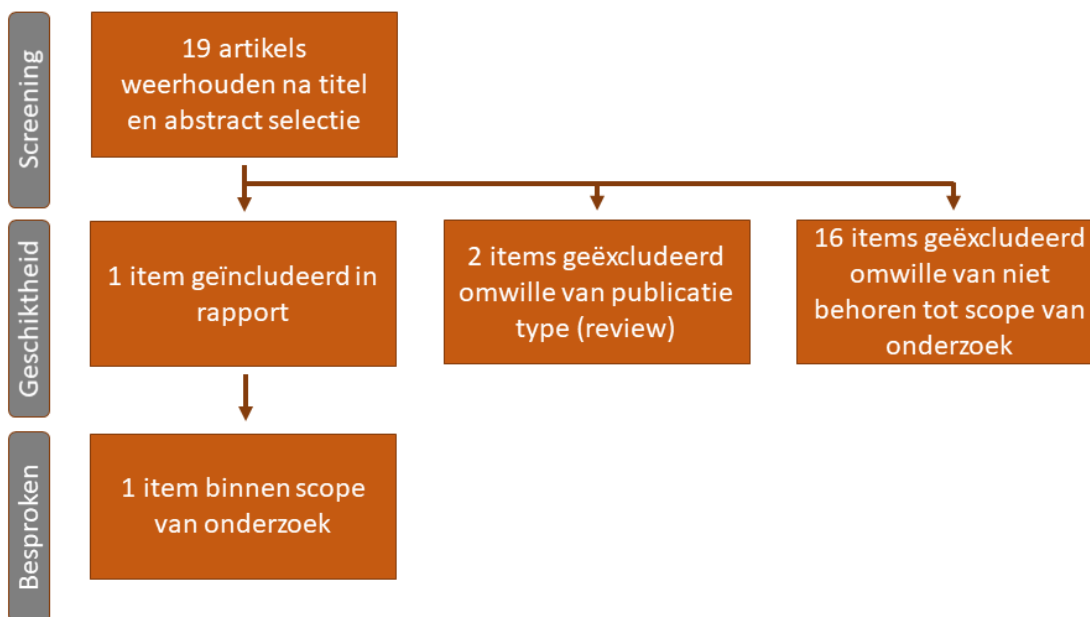 Screening
19 artikels
weerhouden na titel
en abstract selectie
Geschiktheid
1 item geïncludeerd in
rapport
2 items geëxcludeerd
omwille van publicatie
type (review)
16 items geëxcludeerd
omwille van niet
behoren tot scope van
onderzoek
Besproken
1 item binnen scope
van onderzoek